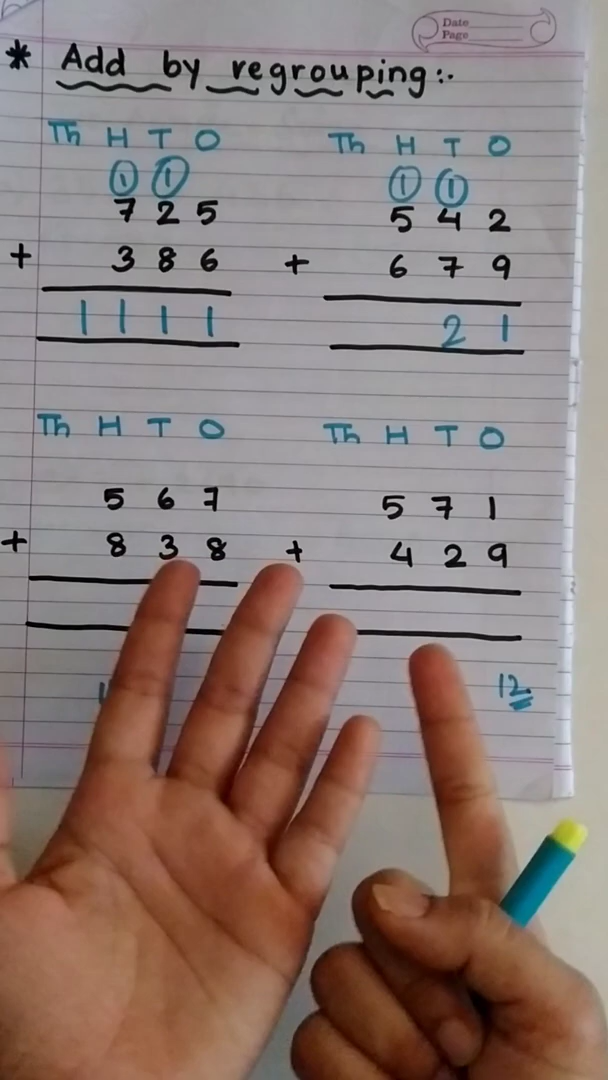 Date
Page
* Add by regrouping:-
Th H T O Th H T O
1 1 1 1
7 2 5 5 4 2
+ 3 8 6 + 6 7 9
1 1 1 1 2 1
Th H T O Th H T O
5 6 7 5 7 1
+ 8 3 8 + 4 2 9
12